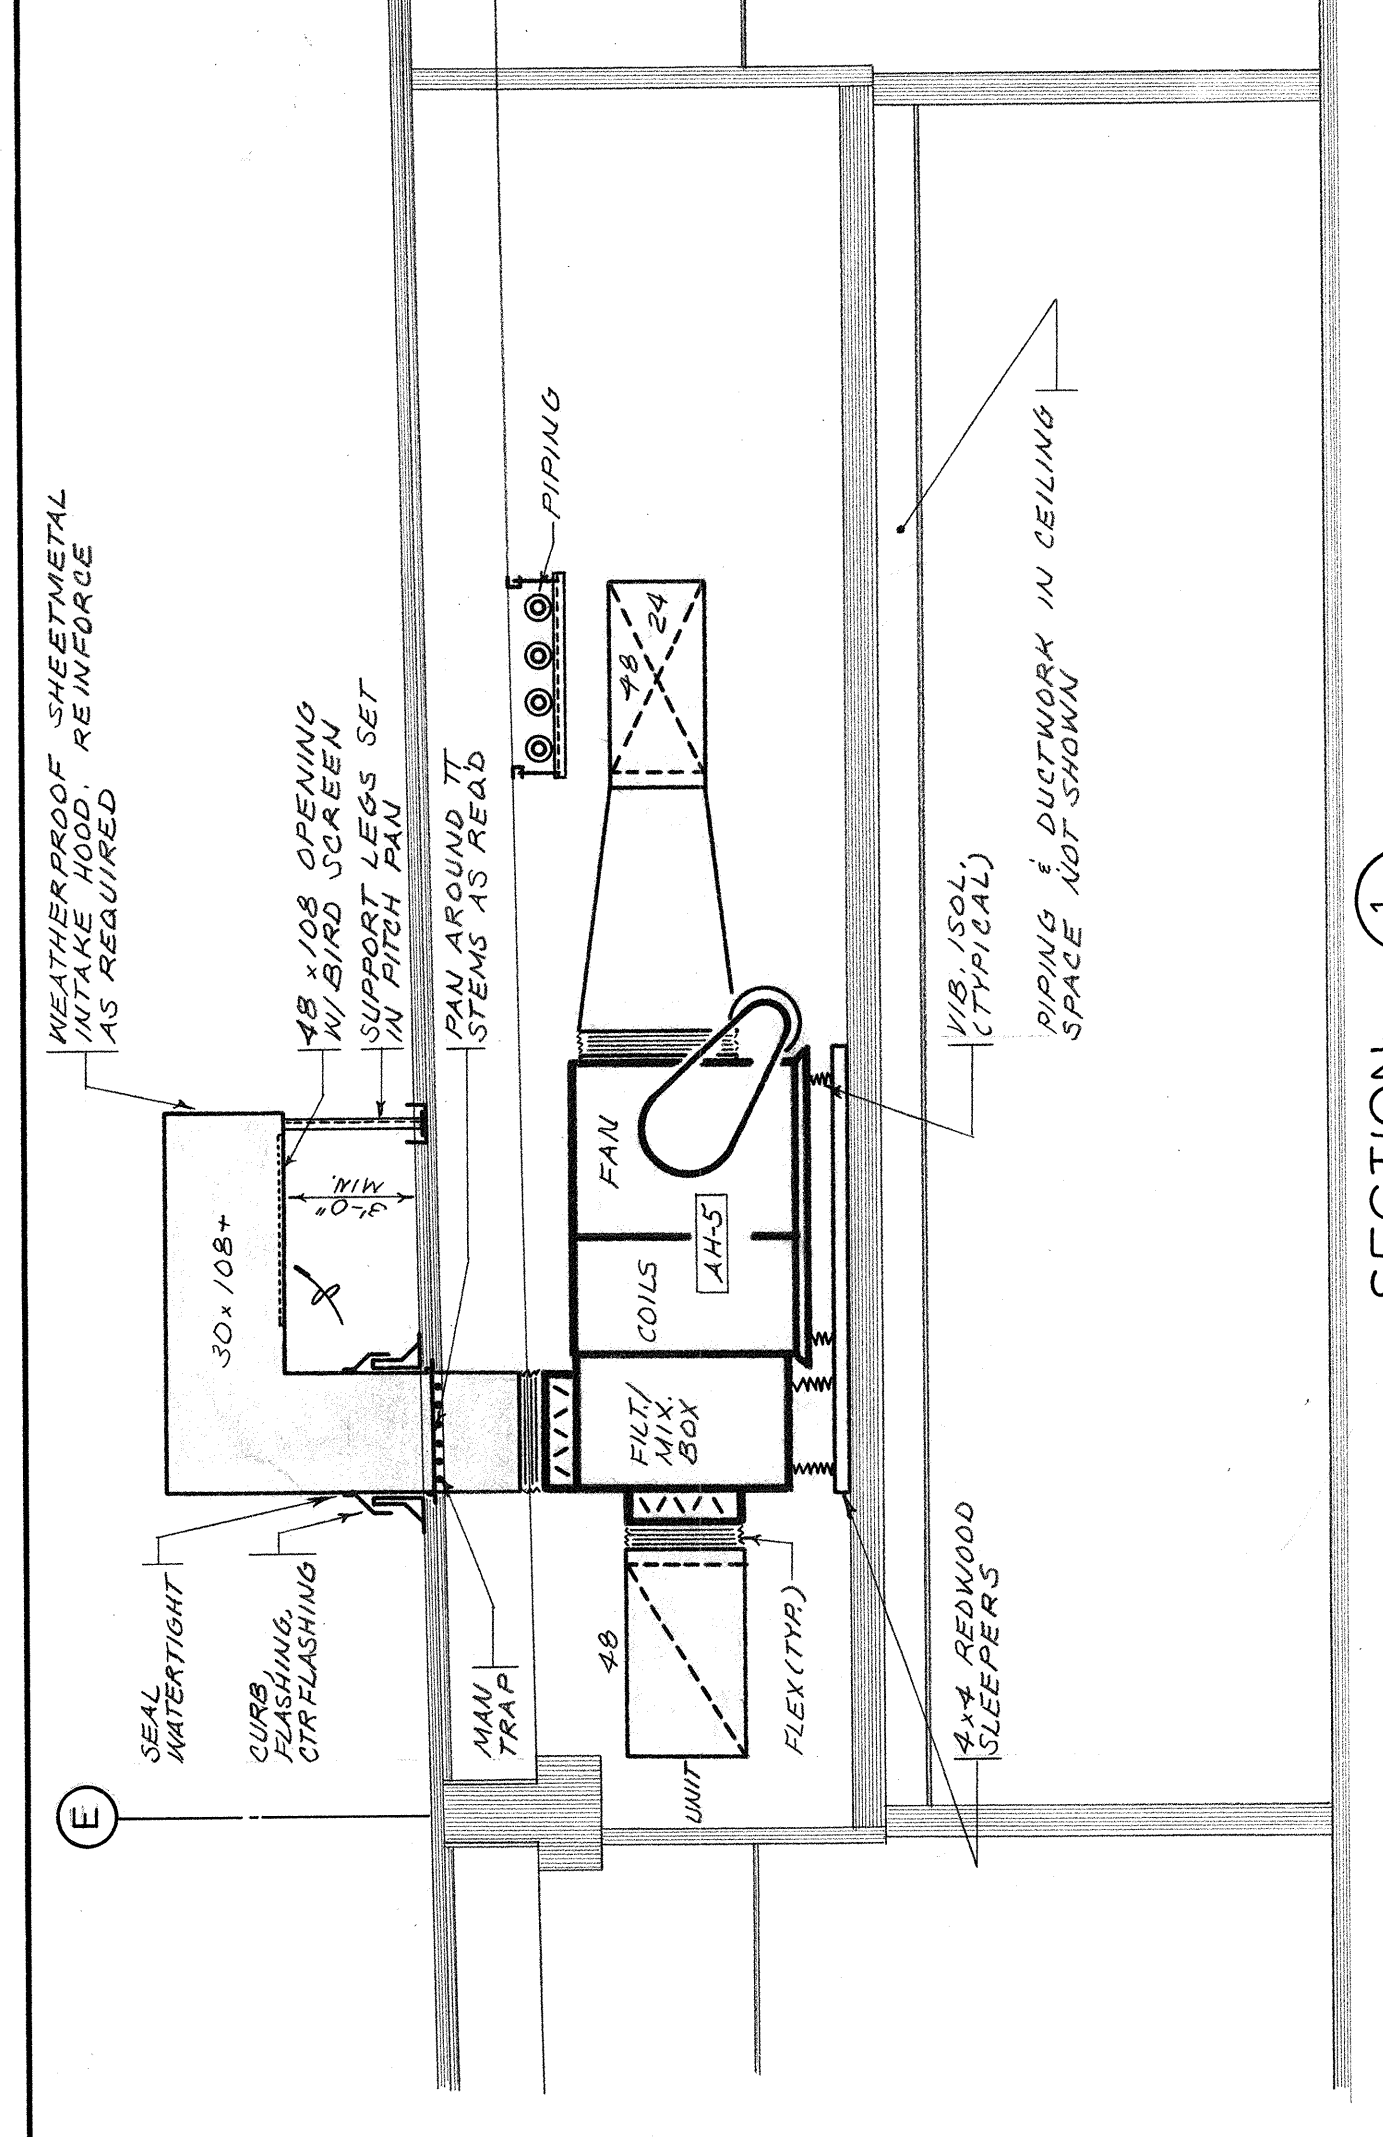 WEATHERPROOF SHEETMETAL
INTAKE HOOD. REINFORCE
AS REQUIRED
48 x 108 OPENING
W/ BIRD SCREEN
SUPPORT LEGS SET
IN PITCH PAN
PAN AROUND TT
STEMS AS REQ'D
30 x 108+
3'-0"
MIN.
SEAL
WATERTIGHT
CURB,
FLASHING,
CTRFLASHING
E
MAN
TRAP
PIPING
48
24
FAN
COILS
AH-5
FILT./
MIX.
BOX
48
UNIT
FLEX (TYP.)
VIB. ISOL.
(TYPICAL)
4x4 REDWOOD
SLEEPERS
PIPING & DUCTWORK IN CEILING
SPACE NOT SHOWN
SECTION 1